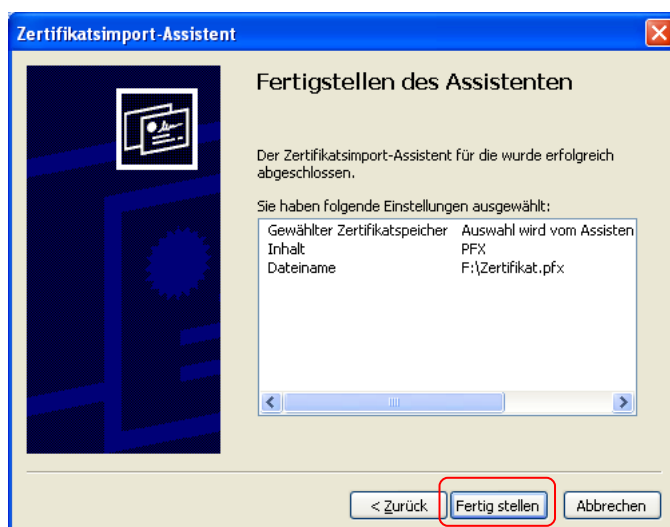 Zertifikatsimport-Assistent
Fertigstellen des Assistenten
Der Zertifikatsimport-Assistent für die wurde erfolgreich
abgeschlossen.
Sie haben folgende Einstellungen ausgewählt:
Gewählter Zertifikatspeicher Auswahl wird vom Assisten
Inhalt PFX
Dateiname F:\Zertifikat.pfx
< Zurück Fertig stellen Abbrechen